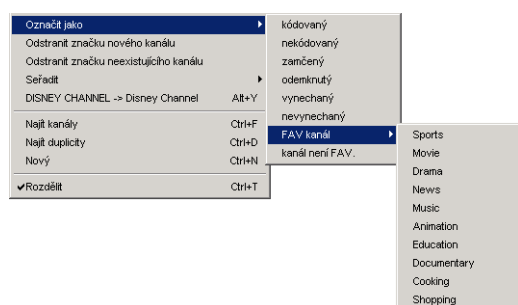 Označit jako
Odstranit značku nového kanálu
Odstranit značku neexistujícího kanálu
Seřadit
DISNEY CHANNEL -> Disney Channel Alt+Y
Najít kanály Ctrl+F
Najít duplicity Ctrl+D
Nový Ctrl+N
Rozdělit Ctrl+T
kódovaný
nekódovaný
zamčený
odemknutý
vynechaný
nevynechaný
FAV kanál
kanál není FAV.
Sports
Movie
Drama
News
Music
Animation
Education
Documentary
Cooking
Shopping